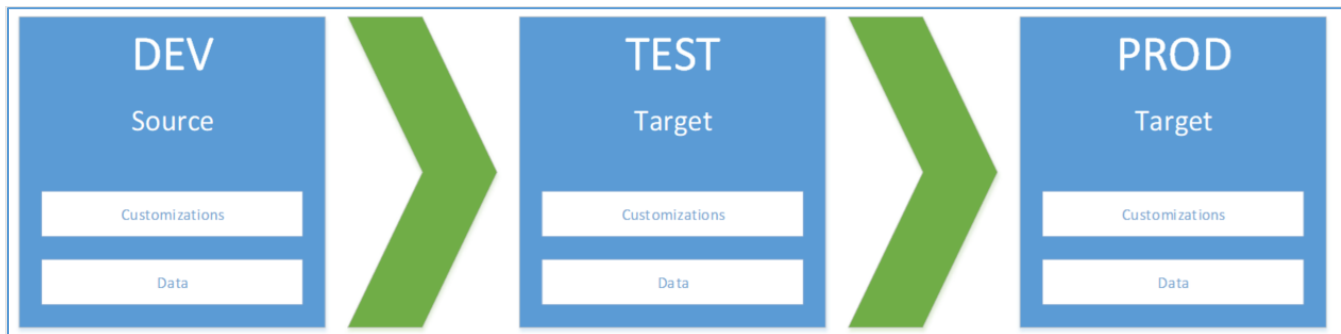 DEV
Source
Customizations
Data
TEST
Target
Customizations
Data
PROD
Target
Customizations
Data